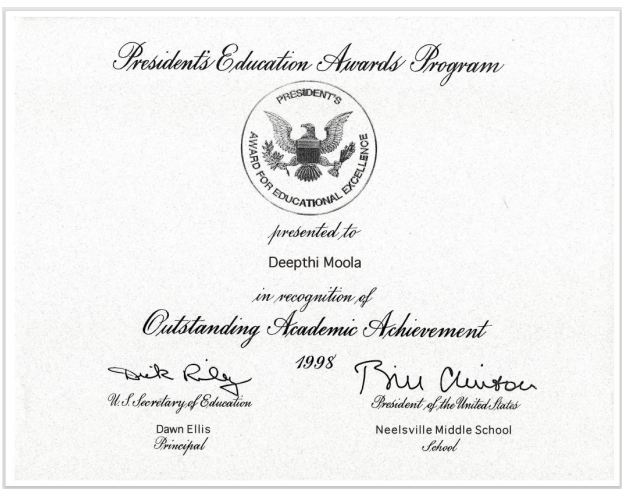 President's Education Awards Program
PRESIDENT'S
AWARD FOR EDUCATIONAL EXCELLENCE
presented to
Deepthi Moola
in recognition of
Outstanding Academic Achievement
1998
Dick Riley
Bill Clinton
U.S. Secretary of Education
President of the United States
Dawn Ellis
Neelsville Middle School
Principal
School